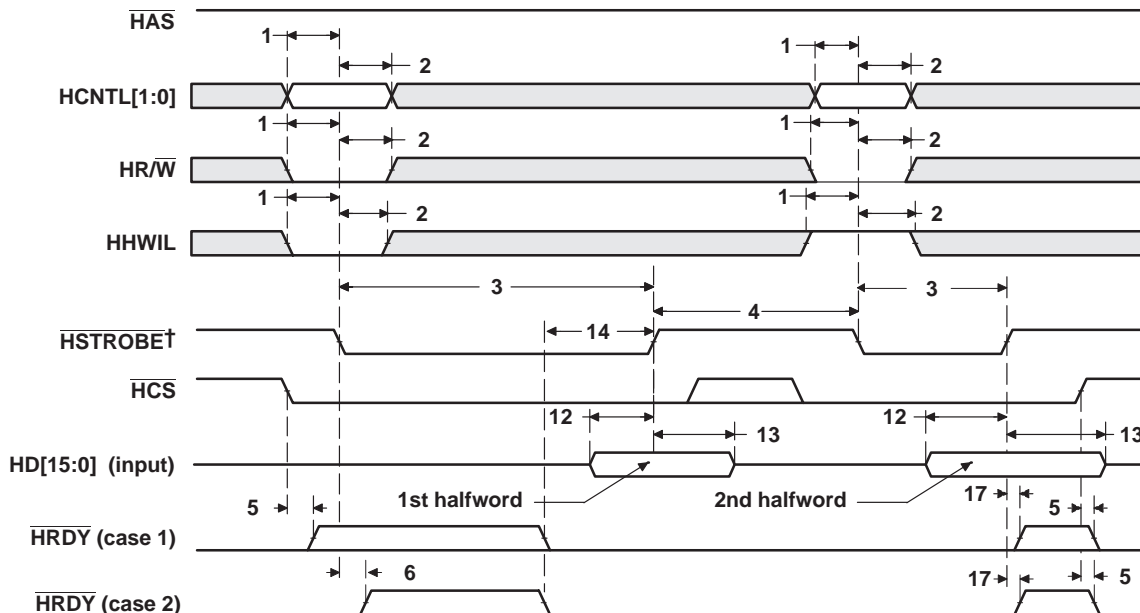 HAS
1
1
2
2
HCNTL[1:0]
1
1
2
2
HR/W
1
1
2
2
HHWIL
3
3
4
14
HSTROBE†
HCS
12
12
13
13
HD[15:0] (input)
1st halfword
2nd halfword
5
17
5
HRDY (case 1)
6
17
5
HRDY (case 2)